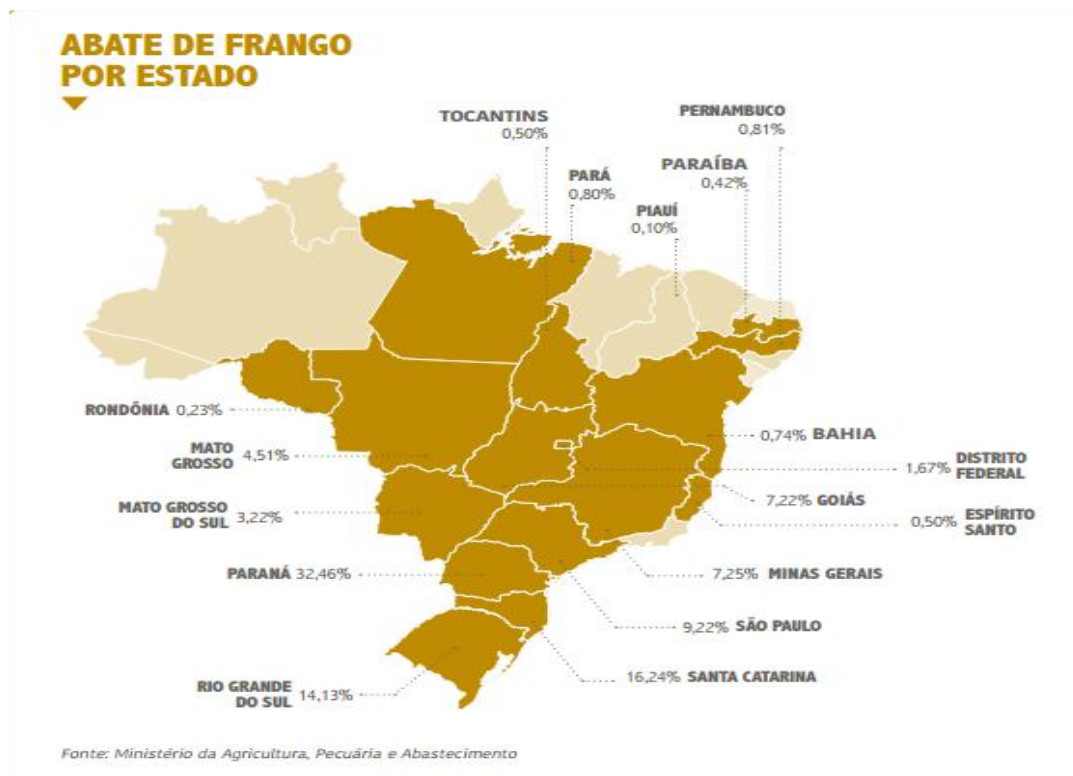 ABATE DE FRANGO
POR ESTADO
TOCANTINS
0,50%
PERNAMBUCO
0,81%
PARÁ
0,80%
PARAÍBA
0,42%
PIAUÍ
0,10%
RONDÔNIA 0,23%
MATO
GROSSO 4,51%
MATO GROSSO
DO SUL 3,22%
PARANÁ 32,46%
RIO GRANDE
DO SUL 14,13%
0,74% BAHIA
1,67% DISTRITO
FEDERAL
7,22% GOIÁS
0,50% ESPÍRITO
SANTO
7,25% MINAS GERAIS
9,22% SÃO PAULO
16,24% SANTA CATARINA
Fonte: Ministério da Agricultura, Pecuária e Abastecimento